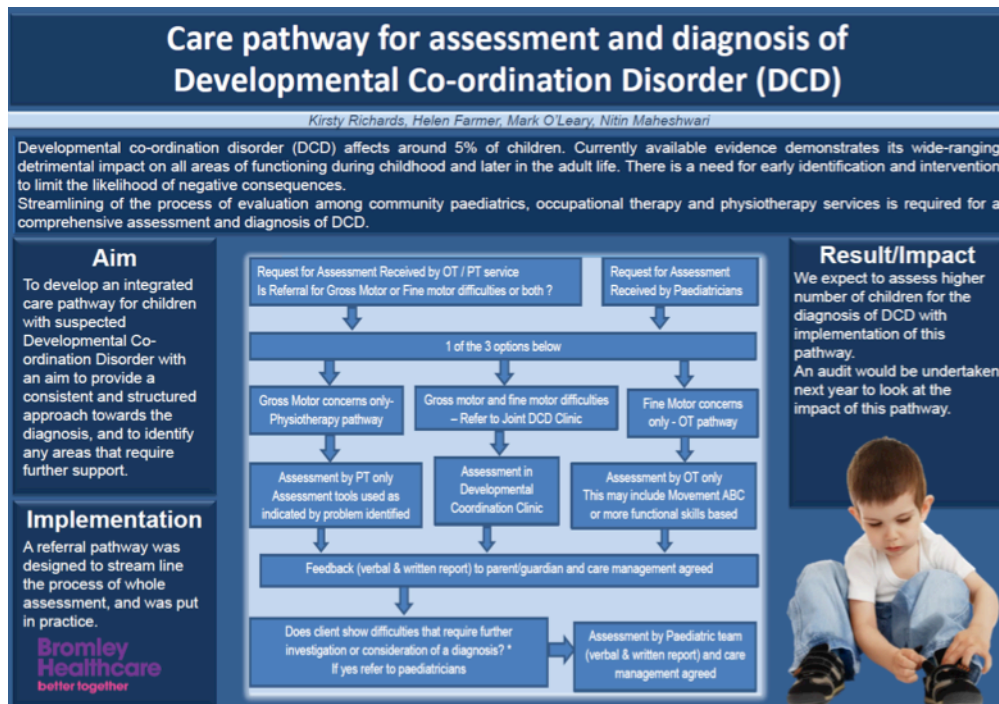 Care pathway for assessment and diagnosis of
Developmental Co-ordination Disorder (DCD)
Kirsty Richards, Helen Farmer, Mark O'Leary, Nitin Maheshwari
Developmental co-ordination disorder (DCD) affects around 5% of children. Currently available evidence demonstrates its wide-ranging
detrimental impact on all areas of functioning during childhood and later in the adult life. There is a need for early identification and intervention
to limit the likelihood of negative consequences.
Streamlining of the process of evaluation among community paediatrics, occupational therapy and physiotherapy services is required for a
comprehensive assessment and diagnosis of DCD.
Aim
To develop an integrated
care pathway for children
with suspected
Developmental Co-
ordination Disorder with
an aim to provide a
consistent and structured
approach towards the
diagnosis, and to identify
any areas that require
further support.
Implementation
A referral pathway was
designed to stream line
the process of whole
assessment, and was put
in practice.
Bromley
Healthcare
better together
Request for Assessment Received by OT / PT service
Is Referral for Gross Motor or Fine motor difficulties or both ?
Request for Assessment
Received by Paediatricians
1 of the 3 options below
Gross Motor concerns only-
Physiotherapy pathway
Gross motor and fine motor difficulties
– Refer to Joint DCD Clinic
Fine Motor concerns
only - OT pathway
Assessment by PT only
Assessment tools used as
indicated by problem identified
Assessment in
Developmental
Coordination Clinic
Assessment by OT only
This may include Movement ABC
or more functional skills based
Feedback (verbal & written report) to parent/guardian and care management agreed
Does client show difficulties that require further
investigation or consideration of a diagnosis? *
If yes refer to paediatricians
Assessment by Paediatric team
(verbal & written report) and care
management agreed
Result/Impact
We expect to assess higher
number of children for the
diagnosis of DCD with
implementation of this
pathway.
An audit would be undertaken
next year to look at the
impact of this pathway.